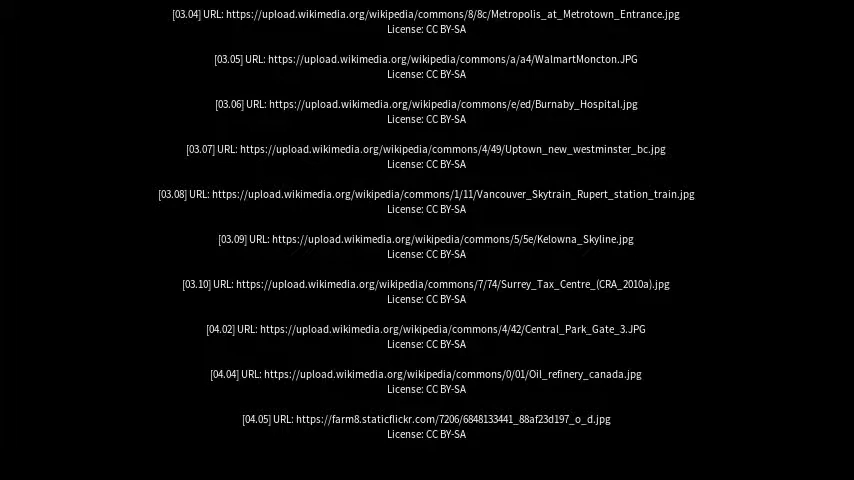 [03.04] URL: https://upload.wikimedia.org/wikipedia/commons/8/8c/Metropolis_at_Metrotown_Entrance.jpg
License: CC BY-SA
[03.05] URL: https://upload.wikimedia.org/wikipedia/commons/a/a4/WalmartMoncton.JPG
License: CC BY-SA
[03.06] URL: https://upload.wikimedia.org/wikipedia/commons/e/ed/Burnaby_Hospital.jpg
License: CC BY-SA
[03.07] URL: https://upload.wikimedia.org/wikipedia/commons/4/49/Uptown_new_westminster_bc.jpg
License: CC BY-SA
[03.08] URL: https://upload.wikimedia.org/wikipedia/commons/1/11/Vancouver_Skytrain_Rupert_station_train.jpg
License: CC BY-SA
[03.09] URL: https://upload.wikimedia.org/wikipedia/commons/5/5e/Kelowna_Skyline.jpg
License: CC BY-SA
[03.10] URL: https://upload.wikimedia.org/wikipedia/commons/7/74/Surrey_Tax_Centre_(CRA_2010a).jpg
License: CC BY-SA
[04.02] URL: https://upload.wikimedia.org/wikipedia/commons/4/42/Central_Park_Gate_3.JPG
License: CC BY-SA
[04.04] URL: https://upload.wikimedia.org/wikipedia/commons/0/01/Oil_refinery_canada.jpg
License: CC BY-SA
[04.05] URL: https://farm8.staticflickr.com/7206/6848133441_88af23d197_o_d.jpg
License: CC BY-SA